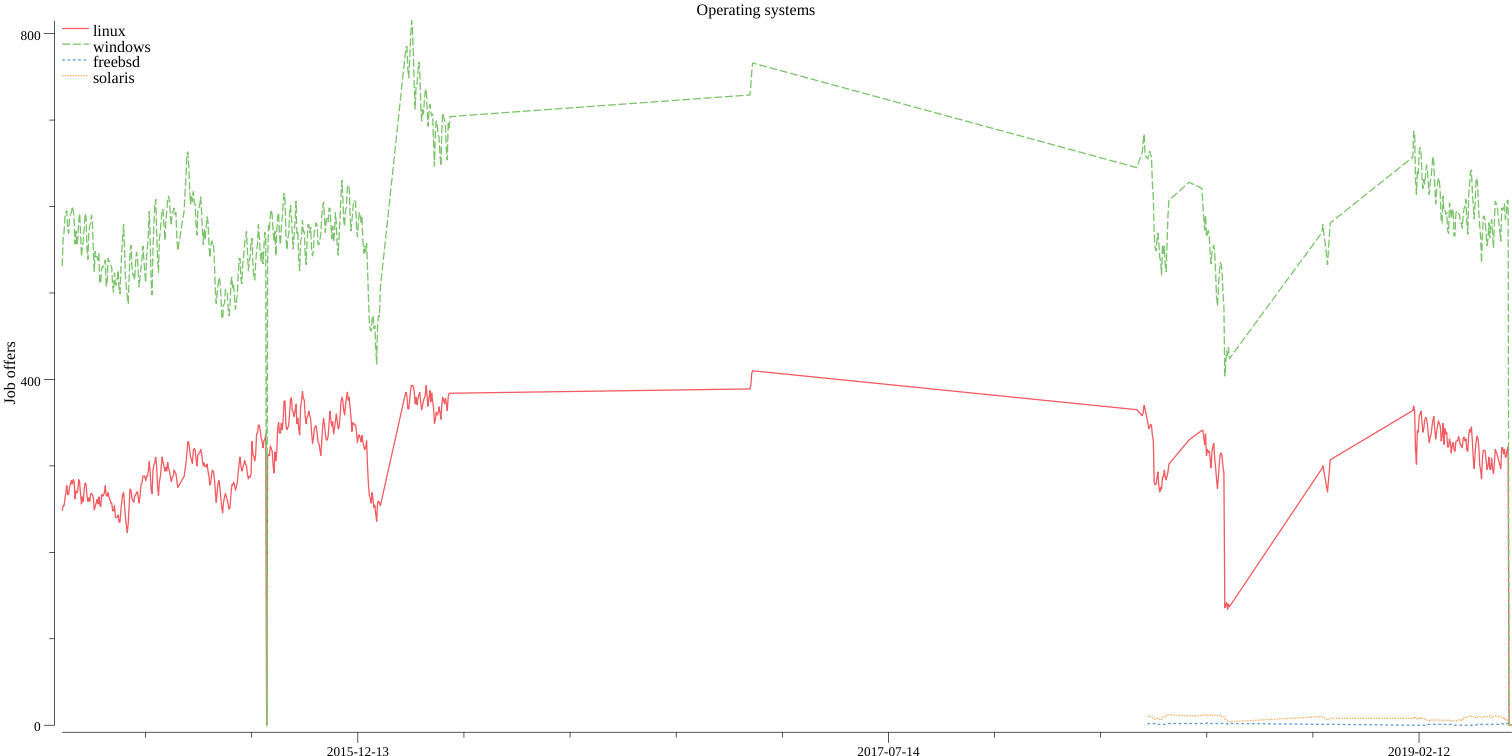 Operating systems
800
linux
windows
freebsd
solaris
Job offers
400
0
2015-12-13
2017-07-14
2019-02-12